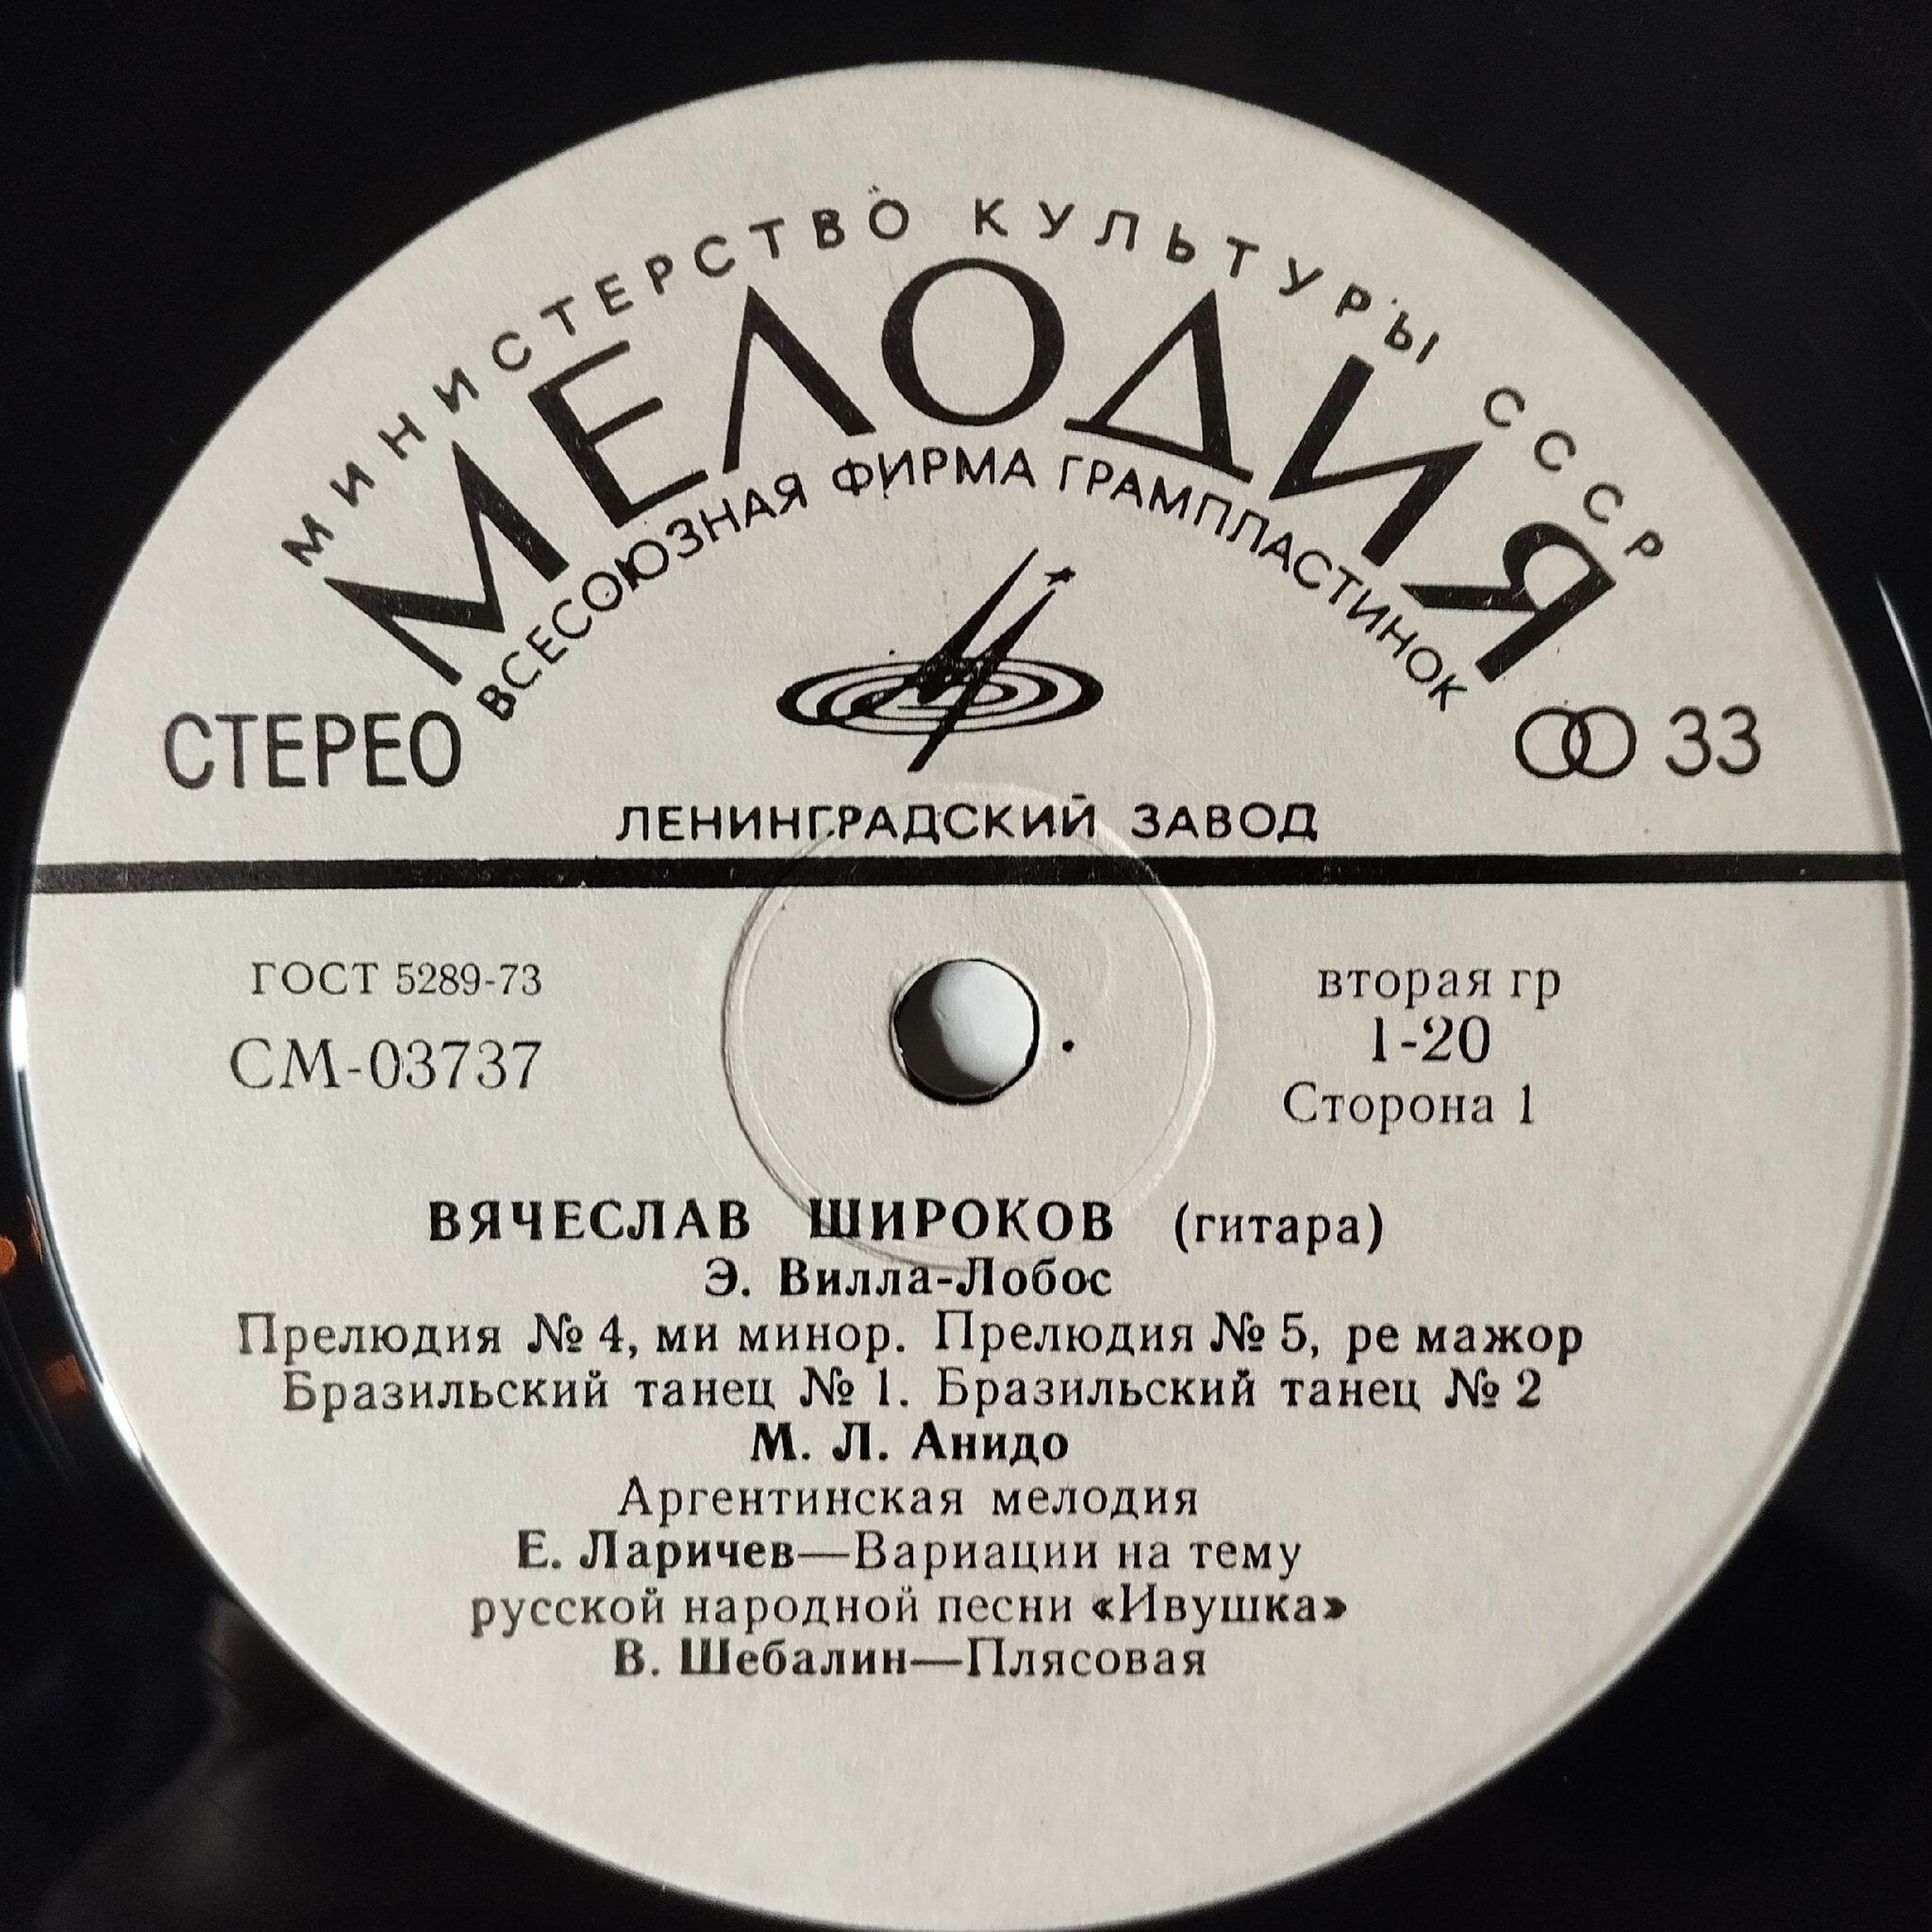 МИНИСТЕРСТВО КУЛЬТУРЫ СССР
МЕЛОДИЯ
ВСЕСОЮЗНАЯ ФИРМА ГРАМПЛАСТИНОК
СТЕРЕО
33
ЛЕНИНГРАДСКИЙ ЗАВОД
ГОСТ 5289-73
СМ-03737
вторая гр
1-20
Сторона 1
ВЯЧЕСЛАВ ШИРОКОВ (гитара)
Э. Вилла-Лобос
Прелюдия № 4, ми минор. Прелюдия № 5, ре мажор
Бразильский танец № 1. Бразильский танец № 2
М. Л. Анидо
Аргентинская мелодия
Е. Ларичев—Вариации на тему
русской народной песни «Ивушка»
В. Шебалин—Плясовая